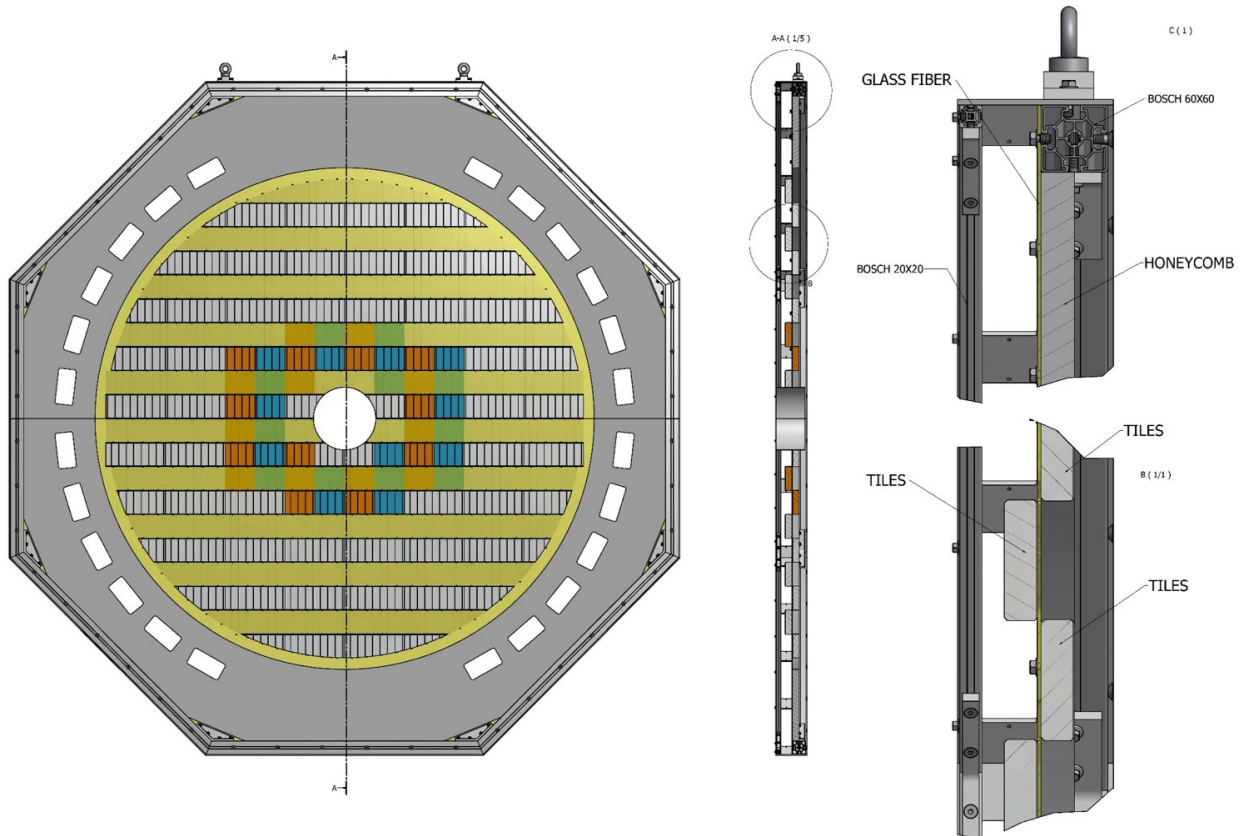 A
A-A ( 1/5 )
C ( 1 )
GLASS FIBER
BOSCH 60X60
BOSCH 20X20
HONEYCOMB
B
TILES
B ( 1/1 )
TILES
TILES
A